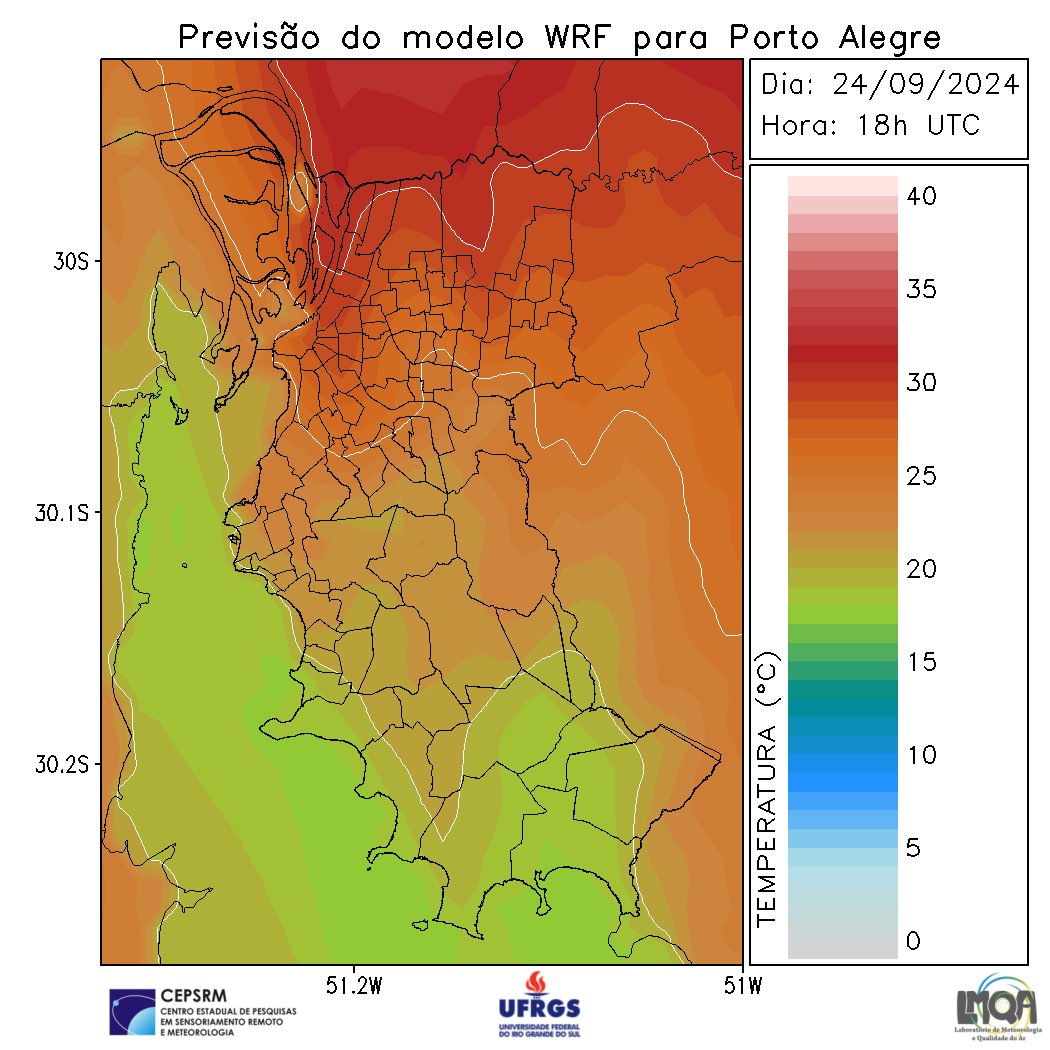 Previsão do modelo WRF para Porto Alegre
Dia: 24/09/2024
Hora: 18h UTC
40
35
30
25
20
15
10
5
0
TEMPERATURA (°C)
30S
30.1S
30.2S
51.2W
51W
CEPSRM
CENTRO ESTADUAL DE PESQUISAS
EM SENSORIAMENTO REMOTO
E METEOROLOGIA
UFRGS
UNIVERSIDADE FEDERAL
DO RIO GRANDE DO SUL
LMQA
Laboratório de Meteorologia
e Qualidade do Ar